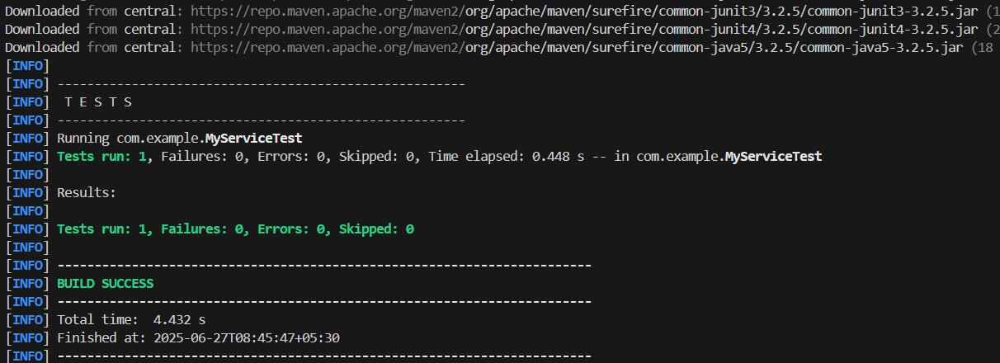 Downloaded from central: https://repo.maven.apache.org/maven2/org/apache/maven/surefire/common-junit3/3.2.5/common-junit3-3.2.5.jar (1
Downloaded from central: https://repo.maven.apache.org/maven2/org/apache/maven/surefire/common-junit4/3.2.5/common-junit4-3.2.5.jar (2
Downloaded from central: https://repo.maven.apache.org/maven2/org/apache/maven/surefire/common-java5/3.2.5/common-java5-3.2.5.jar (18
[INFO]
[INFO] -------------------------------------------------------
[INFO]  T E S T S
[INFO] -------------------------------------------------------
[INFO] Running com.example.MyServiceTest
[INFO] Tests run: 1, Failures: 0, Errors: 0, Skipped: 0, Time elapsed: 0.448 s -- in com.example.MyServiceTest
[INFO]
[INFO] Results:
[INFO]
[INFO] Tests run: 1, Failures: 0, Errors: 0, Skipped: 0
[INFO]
[INFO] ------------------------------------------------------------------------
[INFO] BUILD SUCCESS
[INFO] ------------------------------------------------------------------------
[INFO] Total time:  4.432 s
[INFO] Finished at: 2025-06-27T08:45:47+05:30
[INFO] ------------------------------------------------------------------------